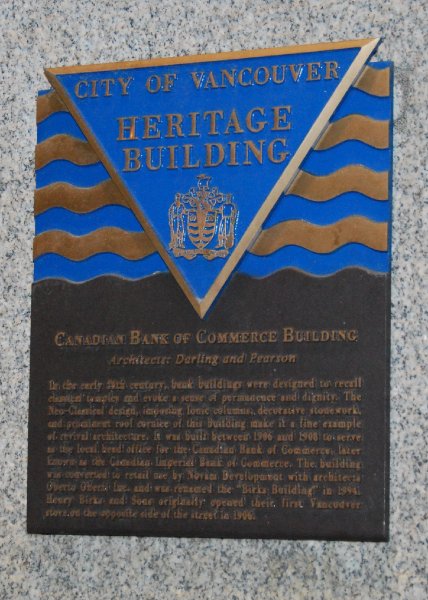 CITY OF VANCOUVER
HERITAGE
BUILDING
CANADIAN BANK OF COMMERCE BUILDING
Architects: Darling and Pearson
In the early 20th century, bank buildings were designed to recall
classical temples and evoke a sense of permanence and dignity. The
Neo-Classical design, imposing Ionic columns, decorative stonework,
and prominent roof cornice of this building make it a fine example
of revival architecture. It was built between 1906 and 1908 to serve
as the local head office for the Canadian Bank of Commerce, later
known as the Canadian Imperial Bank of Commerce. The building
was converted to retail use by Novam Development with architects
Oberto Oberti Inc. and was renamed the "Birks Building" in 1994.
Henry Birks and Sons originally opened their first Vancouver
store on the opposite side of the street in 1906.